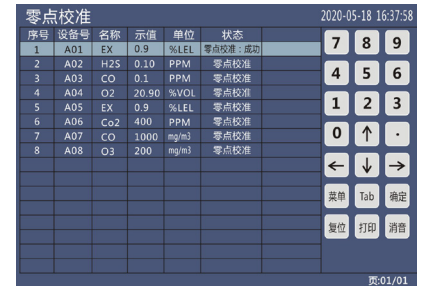 零点校准 2020-05-18 16:37:58
序号 设备号 名称 示值 单位 状态
1 A01 EX 0.9 %LEL 零点校准：成功
2 A02 H2S 0.10 PPM 零点校准
3 A03 CO 0.1 PPM 零点校准
4 A04 O2 20.90 %VOL 零点校准
5 A05 EX 0.9 %LEL 零点校准
6 A06 Co2 400 PPM 零点校准
7 A07 CO 1000 mg/m3 零点校准
8 A08 O3 200 mg/m3 零点校准
7 8 9
4 5 6
1 2 3
0 ↑ ·
← ↓ →
菜单 Tab 确定
复位 打印 消音
页:01/01